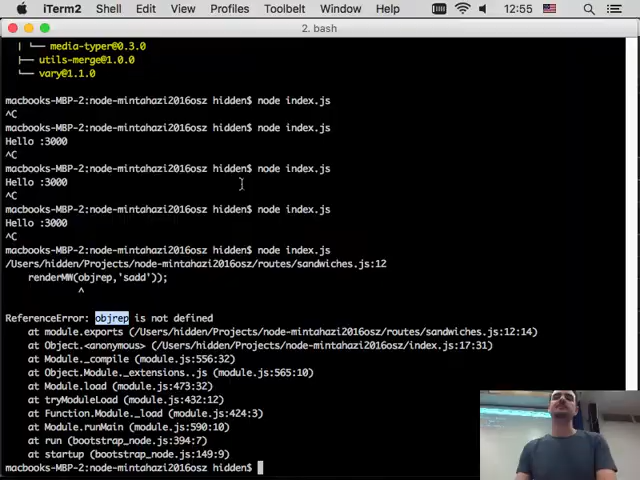 iTerm2 Shell Edit View Profiles Toolbelt Window Help 12:55
2. bash
| └── media-typer@0.3.0
├── utils-merge@1.0.0
└── vary@1.1.0
macbooks-MBP-2:node-mintahazi2016osz hidden$ node index.js
^C
macbooks-MBP-2:node-mintahazi2016osz hidden$ node index.js
Hello :3000
^C
macbooks-MBP-2:node-mintahazi2016osz hidden$ node index.js
Hello :3000
^C
macbooks-MBP-2:node-mintahazi2016osz hidden$ node index.js
Hello :3000
^C
macbooks-MBP-2:node-mintahazi2016osz hidden$ node index.js
/Users/hidden/Projects/node-mintahazi2016osz/routes/sandwiches.js:12
renderMW(objrep,'sadd'));
^
ReferenceError: objrep is not defined
at module.exports (/Users/hidden/Projects/node-mintahazi2016osz/routes/sandwiches.js:12:14)
at Object.<anonymous> (/Users/hidden/Projects/node-mintahazi2016osz/index.js:17:31)
at Module._compile (module.js:556:32)
at Object.Module._extensions..js (module.js:565:10)
at Module.load (module.js:473:32)
at tryModuleLoad (module.js:432:12)
at Function.Module._load (module.js:424:3)
at Module.runMain (module.js:590:10)
at run (bootstrap_node.js:394:7)
at startup (bootstrap_node.js:149:9)
macbooks-MBP-2:node-mintahazi2016osz hidden$